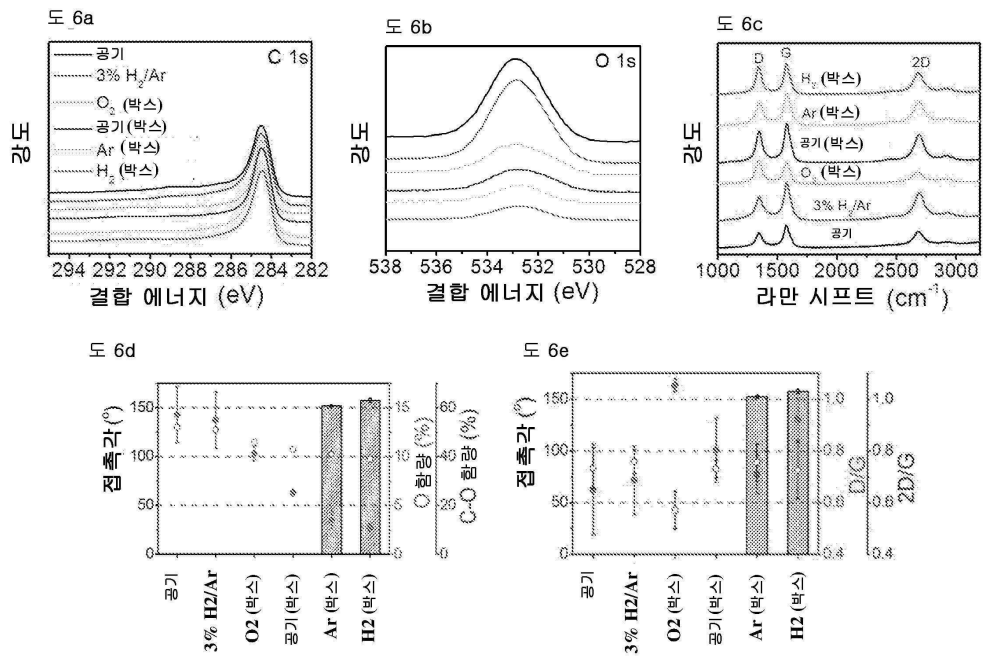 도 6a
C 1s
공기
3% H2/Ar
O2 (박스)
공기 (박스)
Ar (박스)
H2 (박스)
강도
294 292 290 288 286 284 282
결합 에너지 (eV)
도 6b
O 1s
538 536 534 532 530 528
결합 에너지 (eV)
도 6c
D
G
2D
H2 (박스)
Ar (박스)
공기 (박스)
O2 (박스)
3% H2/Ar
공기
강도
1000 1500 2000 2500 3000
라만 시프트 (cm-1)
도 6d
접촉각 (°)
150
100
50
0
15
10
5
0
O 함량 (%)
60
40
20
0
C-O 함량 (%)
공기
3% H2/Ar
O2 (박스)
공기 (박스)
Ar (박스)
H2 (박스)
도 6e
접촉각 (°)
150
100
50
0
1.0
0.8
0.6
0.4
D/G
1.0
0.8
0.6
0.4
2D/G
공기
3% H2/Ar
O2 (박스)
공기 (박스)
Ar (박스)
H2 (박스)